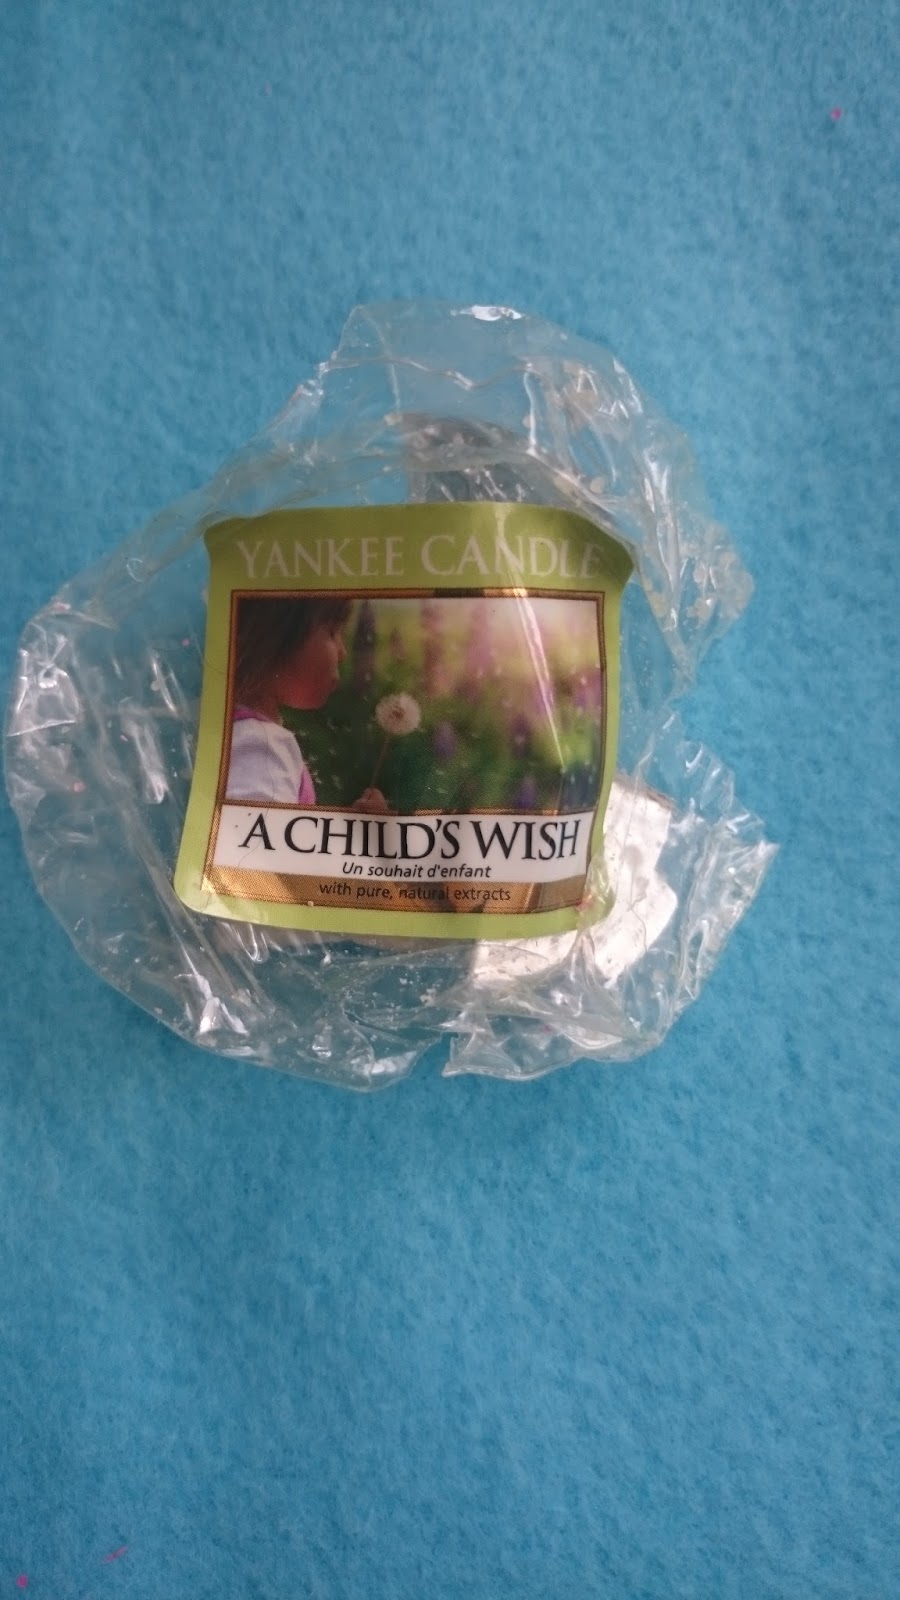 YANKEE CANDLE
A CHILD'S WISH
Un souhait d'enfant
with pure, natural extracts